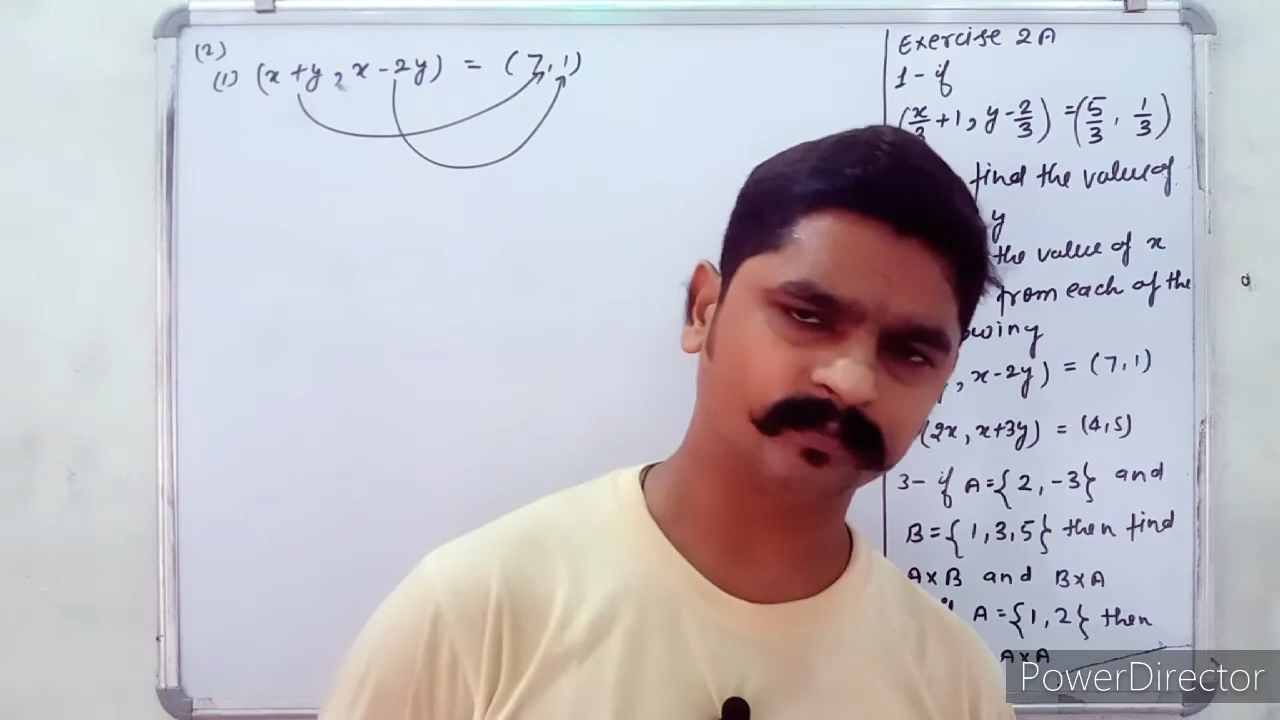 (2)
(1) (x+y, x-2y) = (7,1)
Exercise 2A
1- if
(x/3 +1, y-2/3) = (5/3, 1/3)
find the value of
y
the value of x
from each of the
owing
, x-2y) = (7,1)
(2x, x+3y) = (4,5)
3- if A={2,-3} and
B={1,3,5} then find
A×B and B×A
A={1,2} then
A×A
PowerDirector